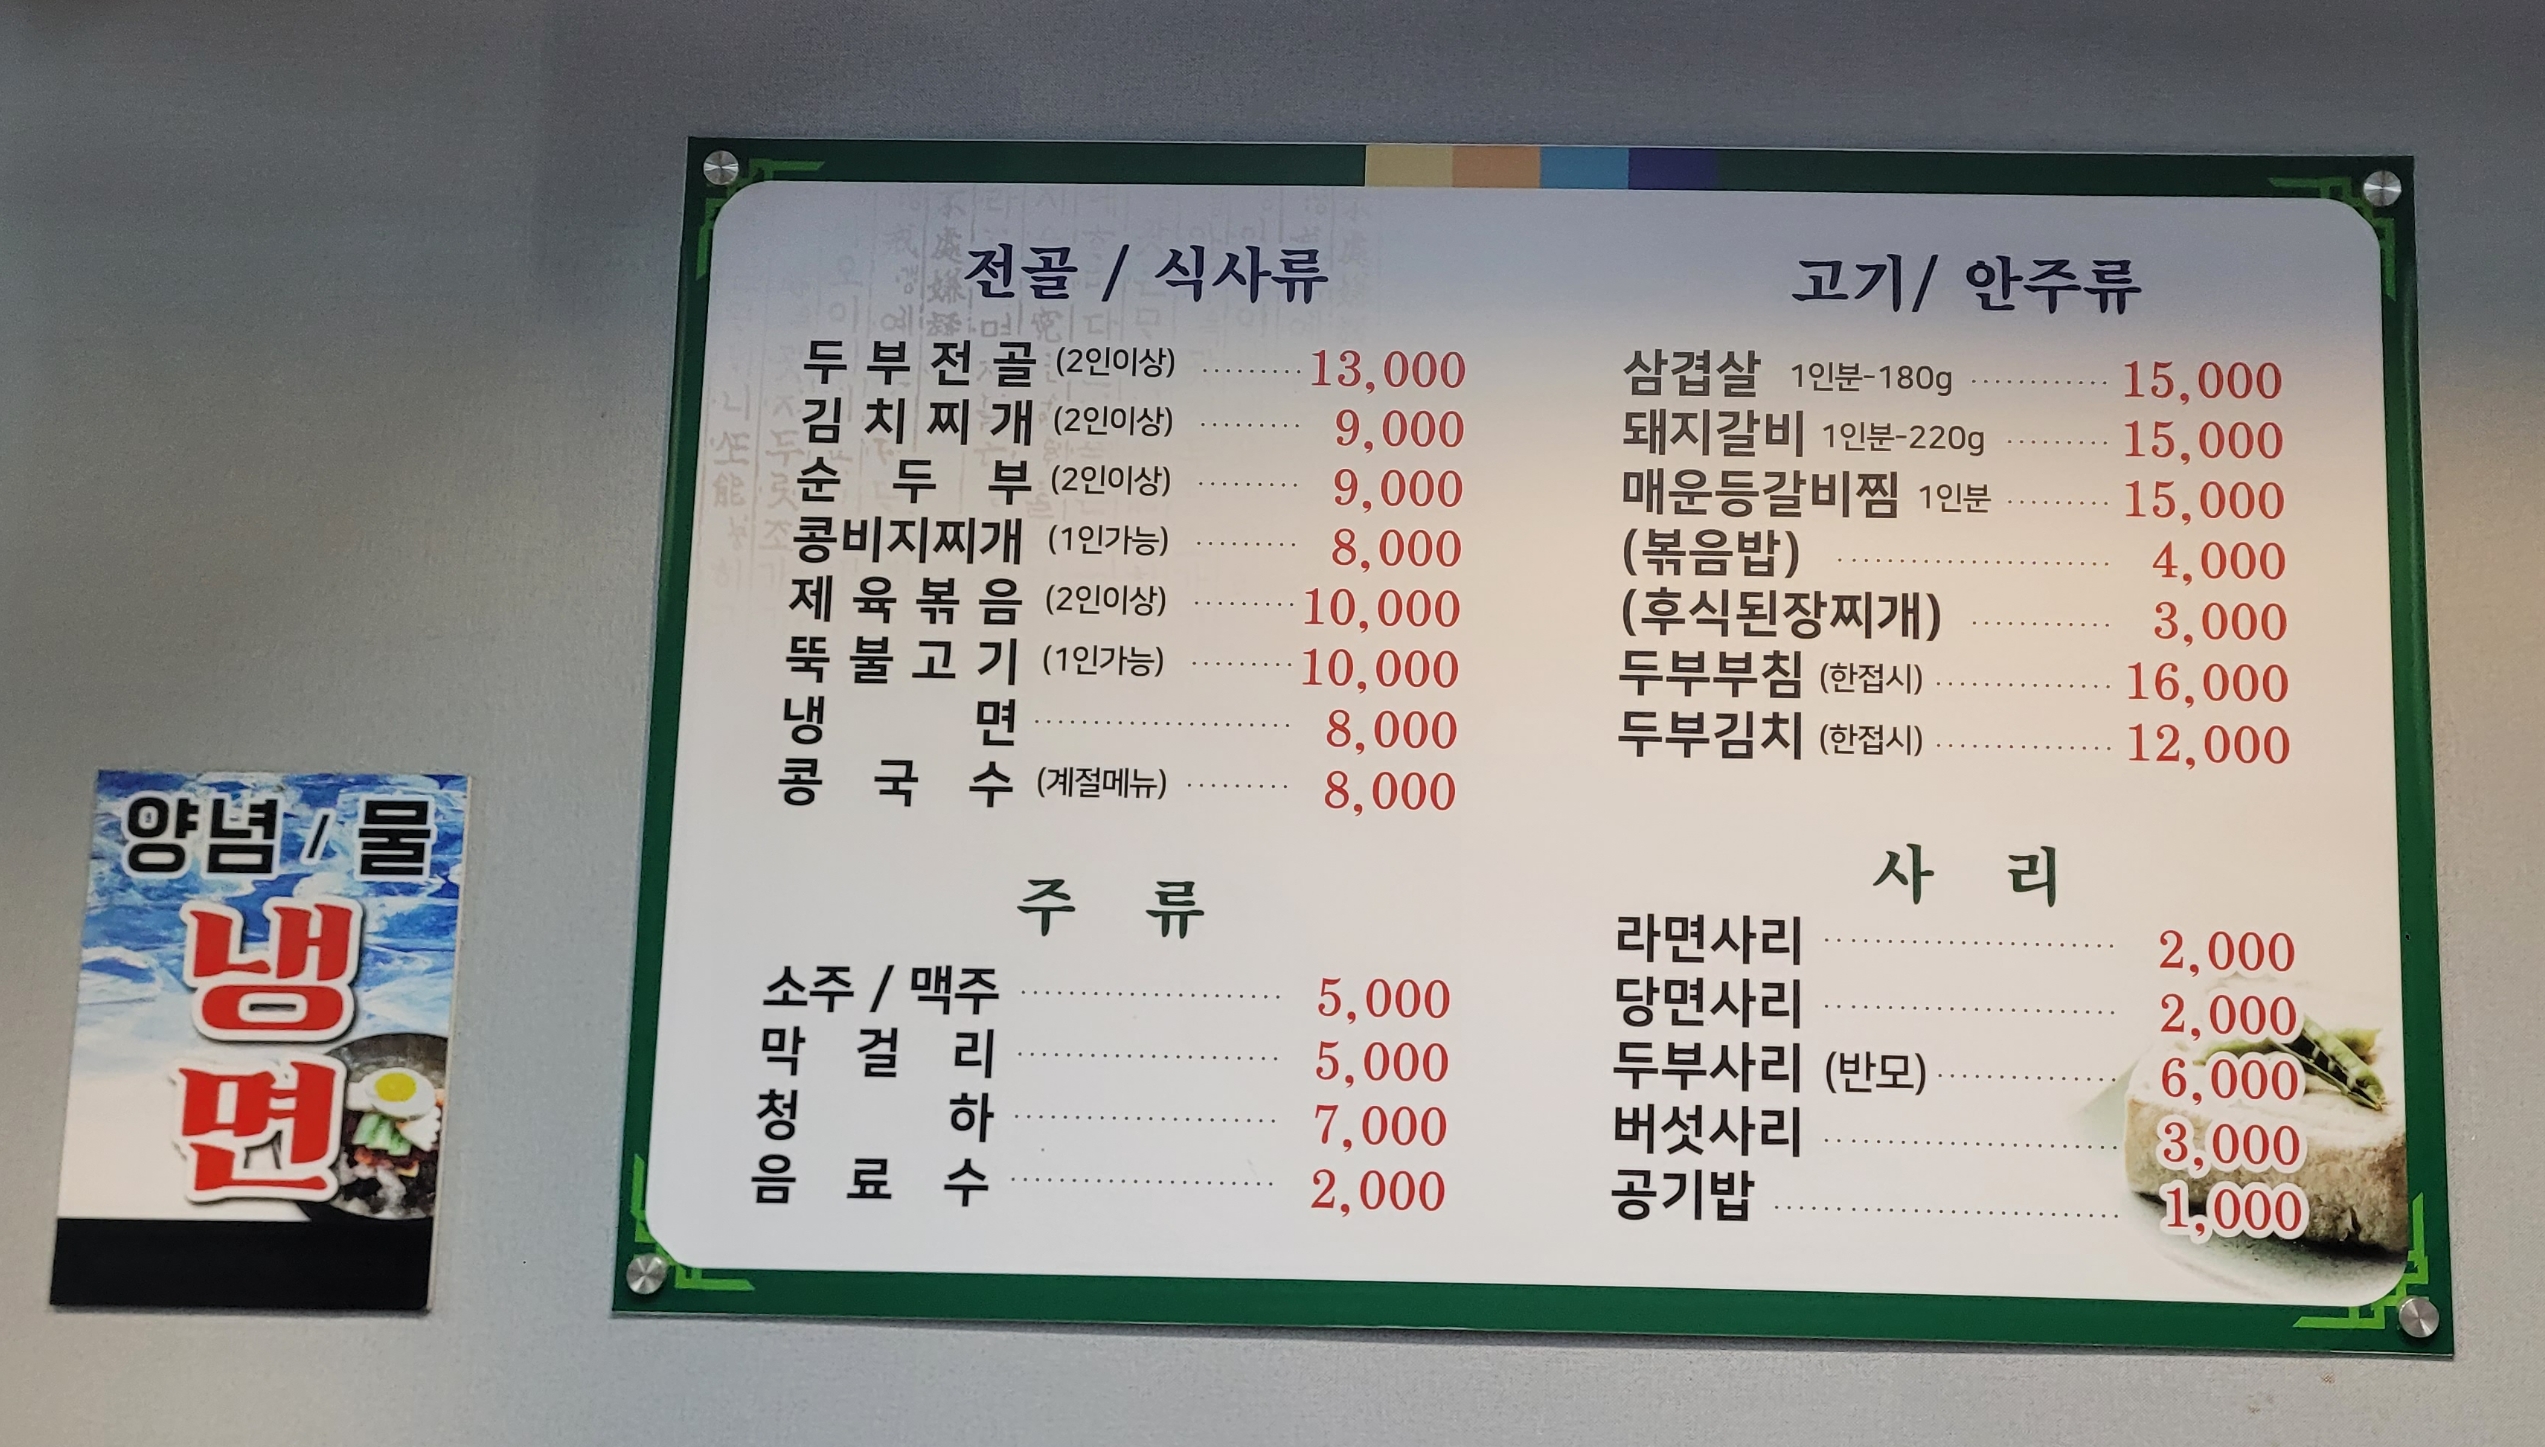 전골 / 식사류
두부전골 (2인이상) 13,000
김치찌개 (2인이상) 9,000
순두부 (2인이상) 9,000
콩비지찌개 (1인가능) 8,000
제육볶음 (2인이상) 10,000
뚝불고기 (1인가능) 10,000
냉면 8,000
콩국수 (계절메뉴) 8,000
주류
소주 / 맥주 5,000
막걸리 5,000
청하 7,000
음료수 2,000
고기/ 안주류
삼겹살 1인분-180g 15,000
돼지갈비 1인분-220g 15,000
매운등갈비찜 1인분 15,000
(볶음밥) 4,000
(후식된장찌개) 3,000
두부부침 (한접시) 16,000
두부김치 (한접시) 12,000
사리
라면사리 2,000
당면사리 2,000
두부사리 (반모) 6,000
버섯사리 3,000
공기밥 1,000
양념 / 물
냉
면